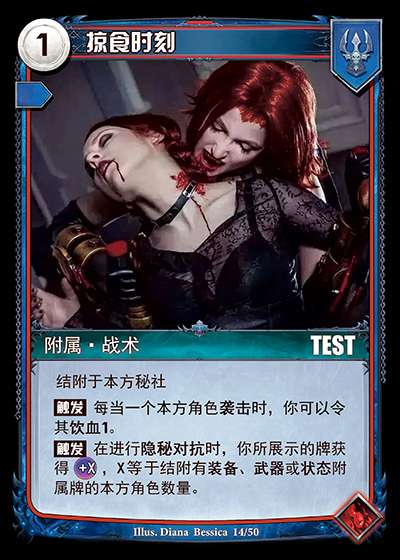 1 掠食时刻
附属·战术 TEST
结附于本方秘社
触发 每当一个本方角色袭击时，你可以令
其饮血1。
触发 在进行隐秘对抗时，你所展示的牌获
得 +X ，X等于结附有装备、武器或状态附
属牌的本方角色数量。
Illus. Diana Bessica 14/50